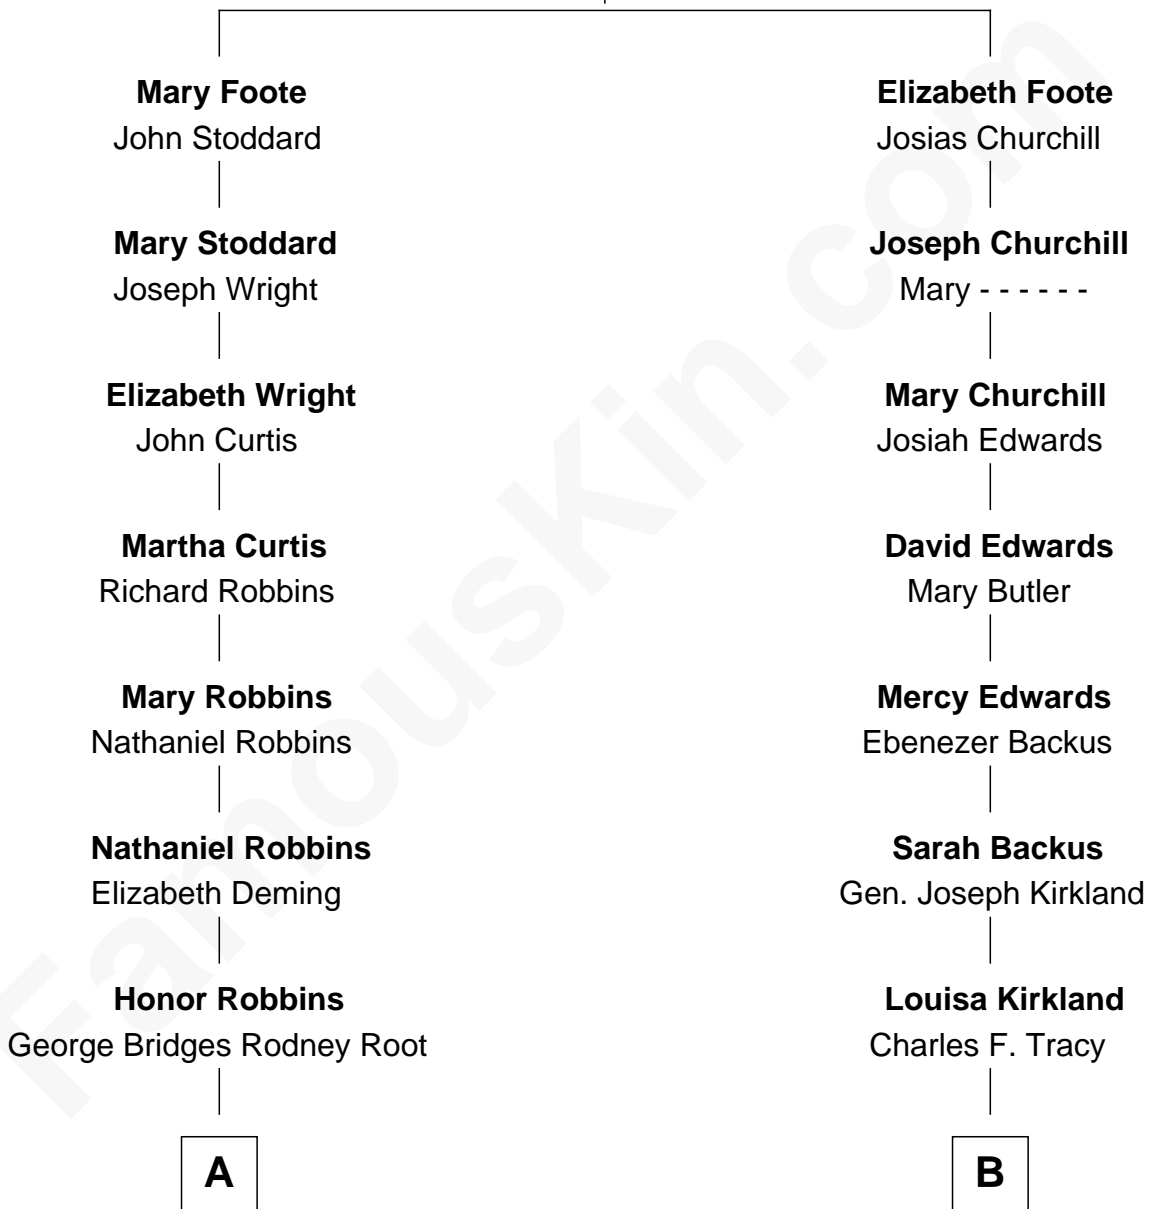 Mary Foote
John Stoddard
Mary Stoddard
Joseph Wright
Elizabeth Wright
John Curtis
Martha Curtis
Richard Robbins
Mary Robbins
Nathaniel Robbins
Nathaniel Robbins
Elizabeth Deming
Honor Robbins
George Bridges Rodney Root
A
Elizabeth Foote
Josias Churchill
Joseph Churchill
Mary - - - - - -
Mary Churchill
Josiah Edwards
David Edwards
Mary Butler
Mercy Edwards
Ebenezer Backus
Sarah Backus
Gen. Joseph Kirkland
Louisa Kirkland
Charles F. Tracy
B
FamousKin.com